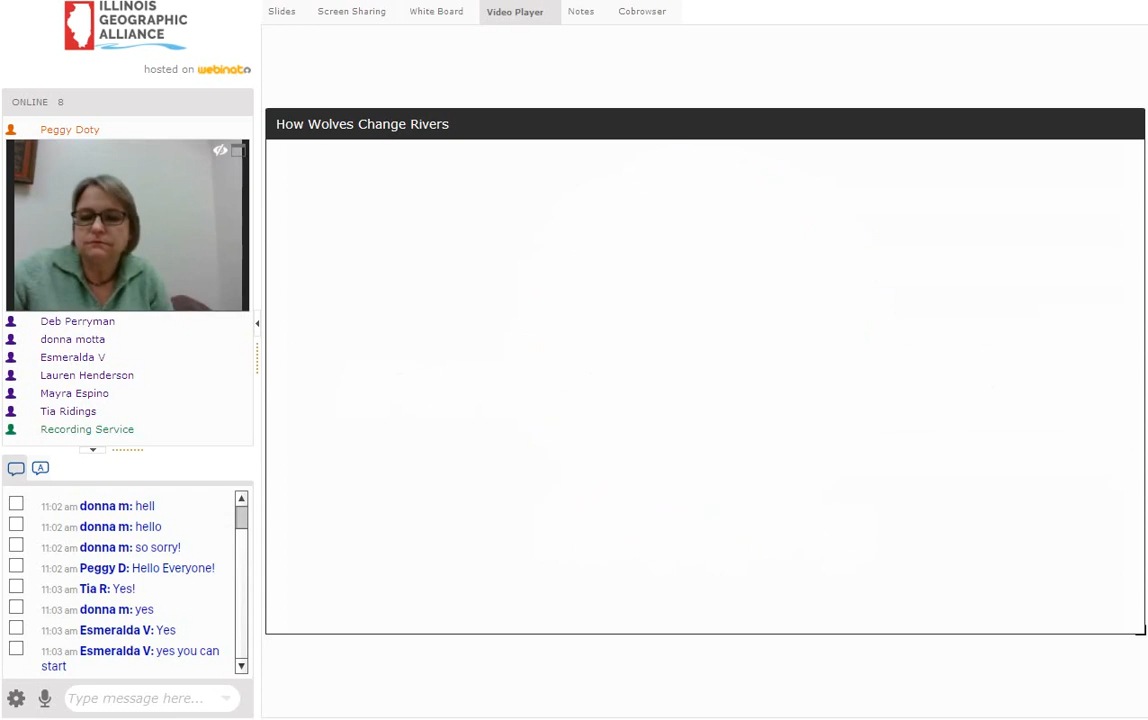 ILLINOIS
GEOGRAPHIC
ALLIANCE
hosted on webinato
Slides Screen Sharing White Board Video Player Notes Cobrowser
ONLINE 8
Peggy Doty
Deb Perryman
donna motta
Esmeralda V
Lauren Henderson
Mayra Espino
Tia Ridings
Recording Service
A
11:02 am donna m: hell
11:02 am donna m: hello
11:02 am donna m: so sorry!
11:02 am Peggy D: Hello Everyone!
11:03 am Tia R: Yes!
11:03 am donna m: yes
11:03 am Esmeralda V: Yes
11:03 am Esmeralda V: yes you can
start
Type message here...
How Wolves Change Rivers